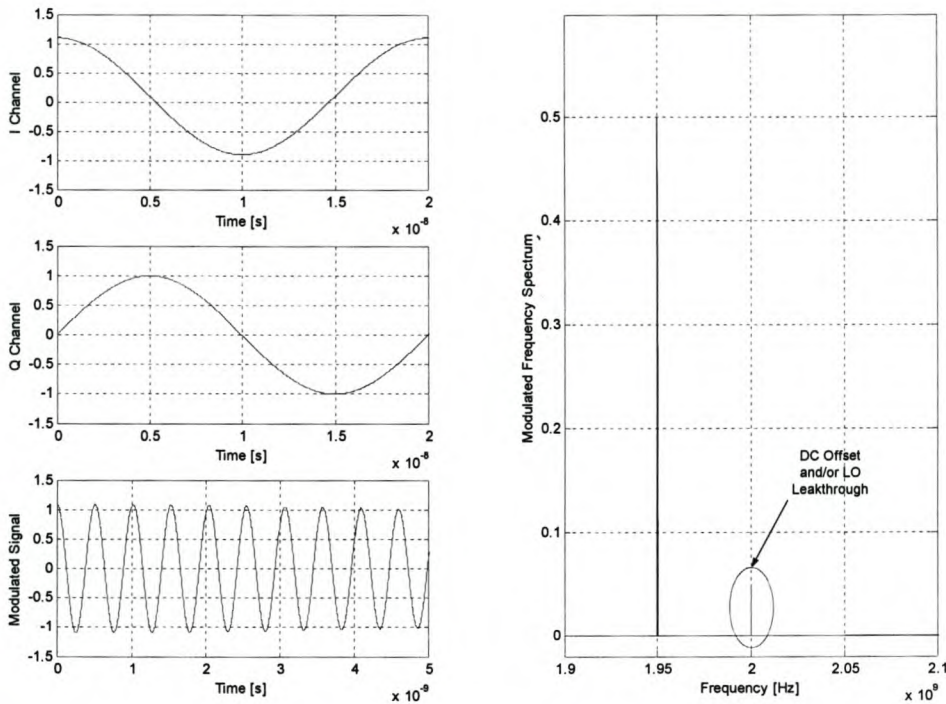 I Channel
1.5
1
0.5
0
-0.5
-1
-1.5
0 0.5 1 1.5 2
Time [s]
x 10-8
Q Channel
1.5
1
0.5
0
-0.5
-1
-1.5
0 0.5 1 1.5 2
Time [s]
x 10-8
Modulated Signal
1.5
1
0.5
0
-0.5
-1
-1.5
0 1 2 3 4 5
Time [s]
x 10-9
Modulated Frequency Spectrum
0.5
0.4
0.3
0.2
0.1
0
DC Offset
and/or LO
Leakthrough
1.9 1.95 2 2.05 2.1
Frequency [Hz]
x 109